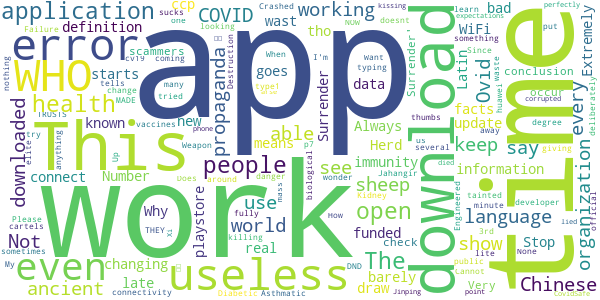 application
ccp
COVID
tho
working
kissing
Crashed
sucks
one
looking
wast
perfectly
doesnt
NOW
learn
expectations
definition
put
Failure
scammers
cv19
coming
When
I'm
Want
typing
bad
something
WiFi
Since
huawei
waste
error
app
WHO
starts
goes
Surrender'
Latin
Ovid
conclusion
Extremely
health
nothing
tells
change
MADE
many
tried
Destruction
Weapon
type!
data
facts
occur
corrupted
degree
deliberately
TRUSTS
known
vaccines
new
propaganda
means
p7
Always
Herd
update
thumbs
us
several
died
away
every
This
try
elite
anything
phone
able
Surrender
immunity
keep
say
Engineered
giving
Up
Does
around
biological
Jahangir
wonder
tainted
minute
developer
official
downloaded
connect
Number
people
see
Kidney
information
lied
Please
cartels
Why
use
danger
mass
sheep
language
organization
Not
work
playstore
world
fully
THEY
Xi
How
open
funded
check
download
time
3rd
lite
None
sometimes
My
even
changing
real
killing
The
barely
show
Stop
public
Cannot
ancient
late
connectivity
useless
Diabetic
Asthmatic
DND
draw
Jinping
Very
point
Chinese
CovidSafe